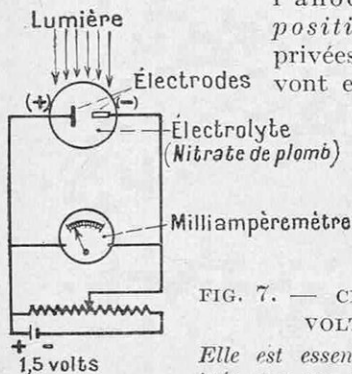 Lumière
positi
privées
Électrodes
vont e
(+)
(-)
Électrolyte
(Nitrate de plomb)
Milliampèremètre
FIG. 7. —
VOLT
Elle est essen
+ -
1,5 volts